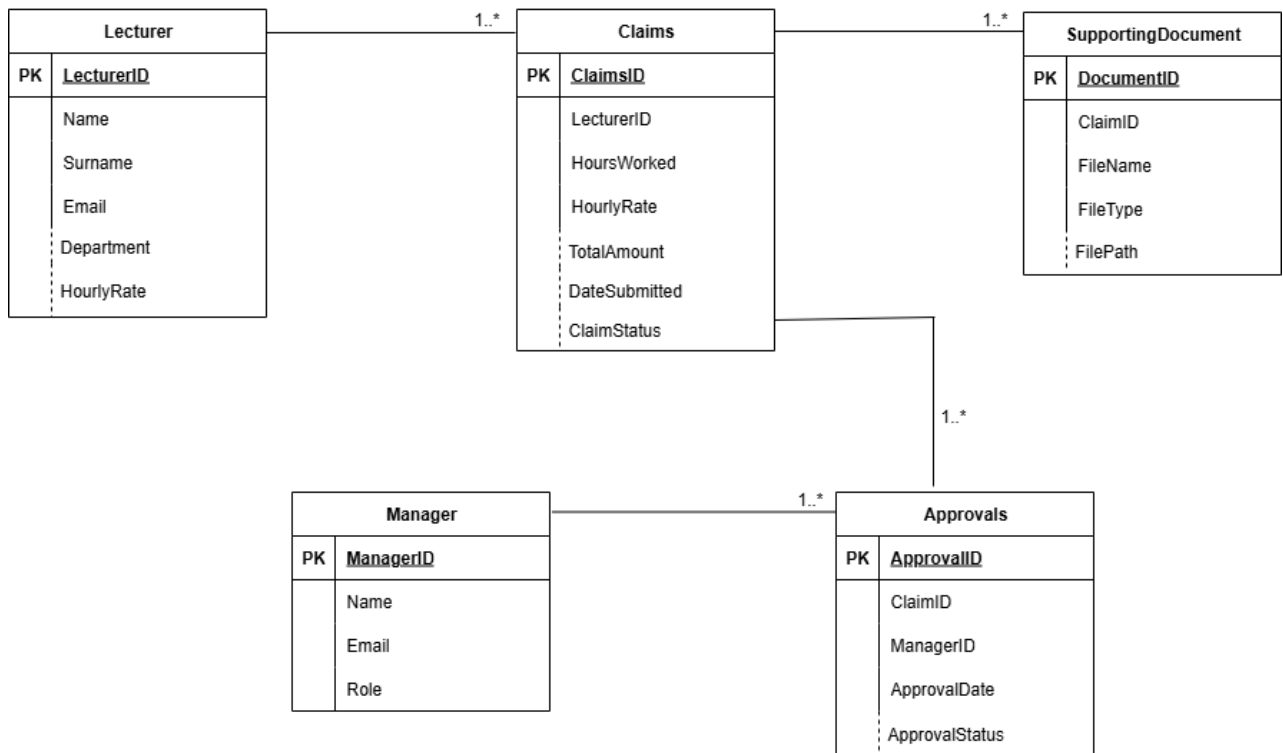 Lecturer
PK LecturerID
Name
Surname
Email
Department
HourlyRate
1..*
Claims
PK ClaimsID
LecturerID
HoursWorked
HourlyRate
TotalAmount
DateSubmitted
ClaimStatus
1..*
SupportingDocument
PK DocumentID
ClaimID
FileName
FileType
FilePath
1..*
Manager
PK ManagerID
Name
Email
Role
1..*
Approvals
PK ApprovalID
ClaimID
ManagerID
ApprovalDate
ApprovalStatus